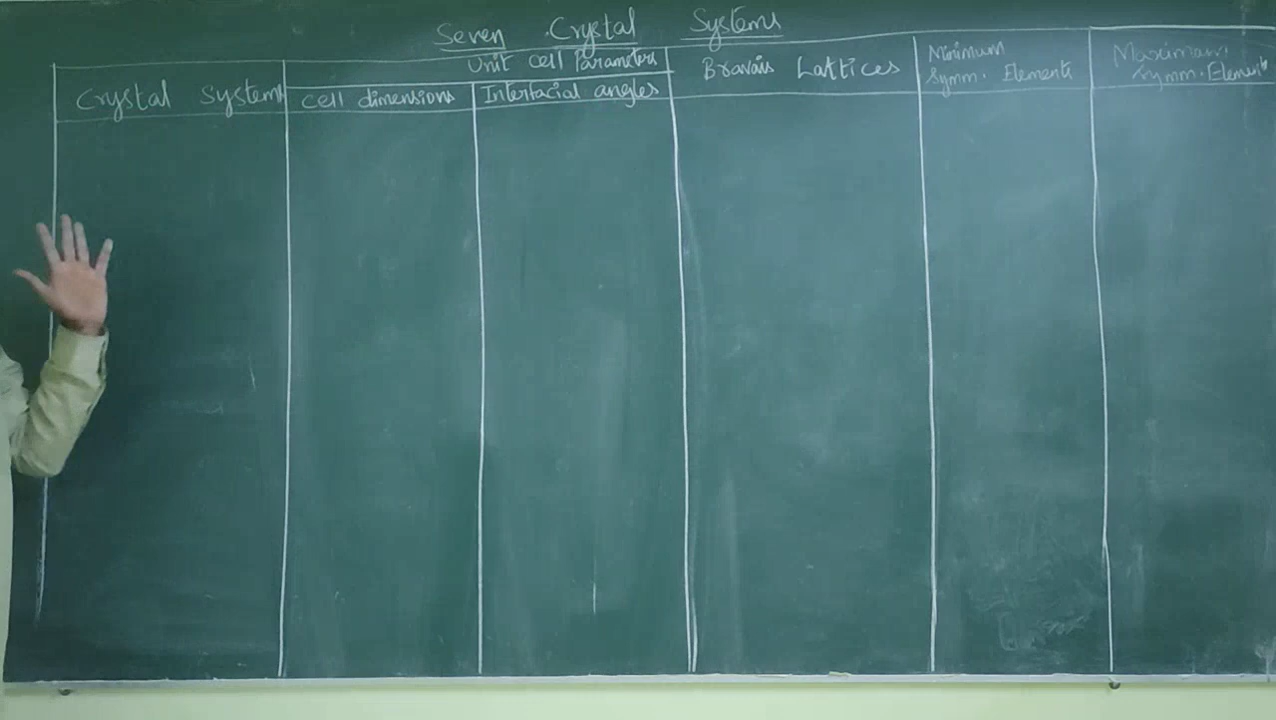 Seven Crystal Systems
Crystal Systems
Unit cell Parameters
Cell dimensions
Interfacial angles
Bravais Lattices
Minimum
Symm. Elements
Maximum
Symm. Elements